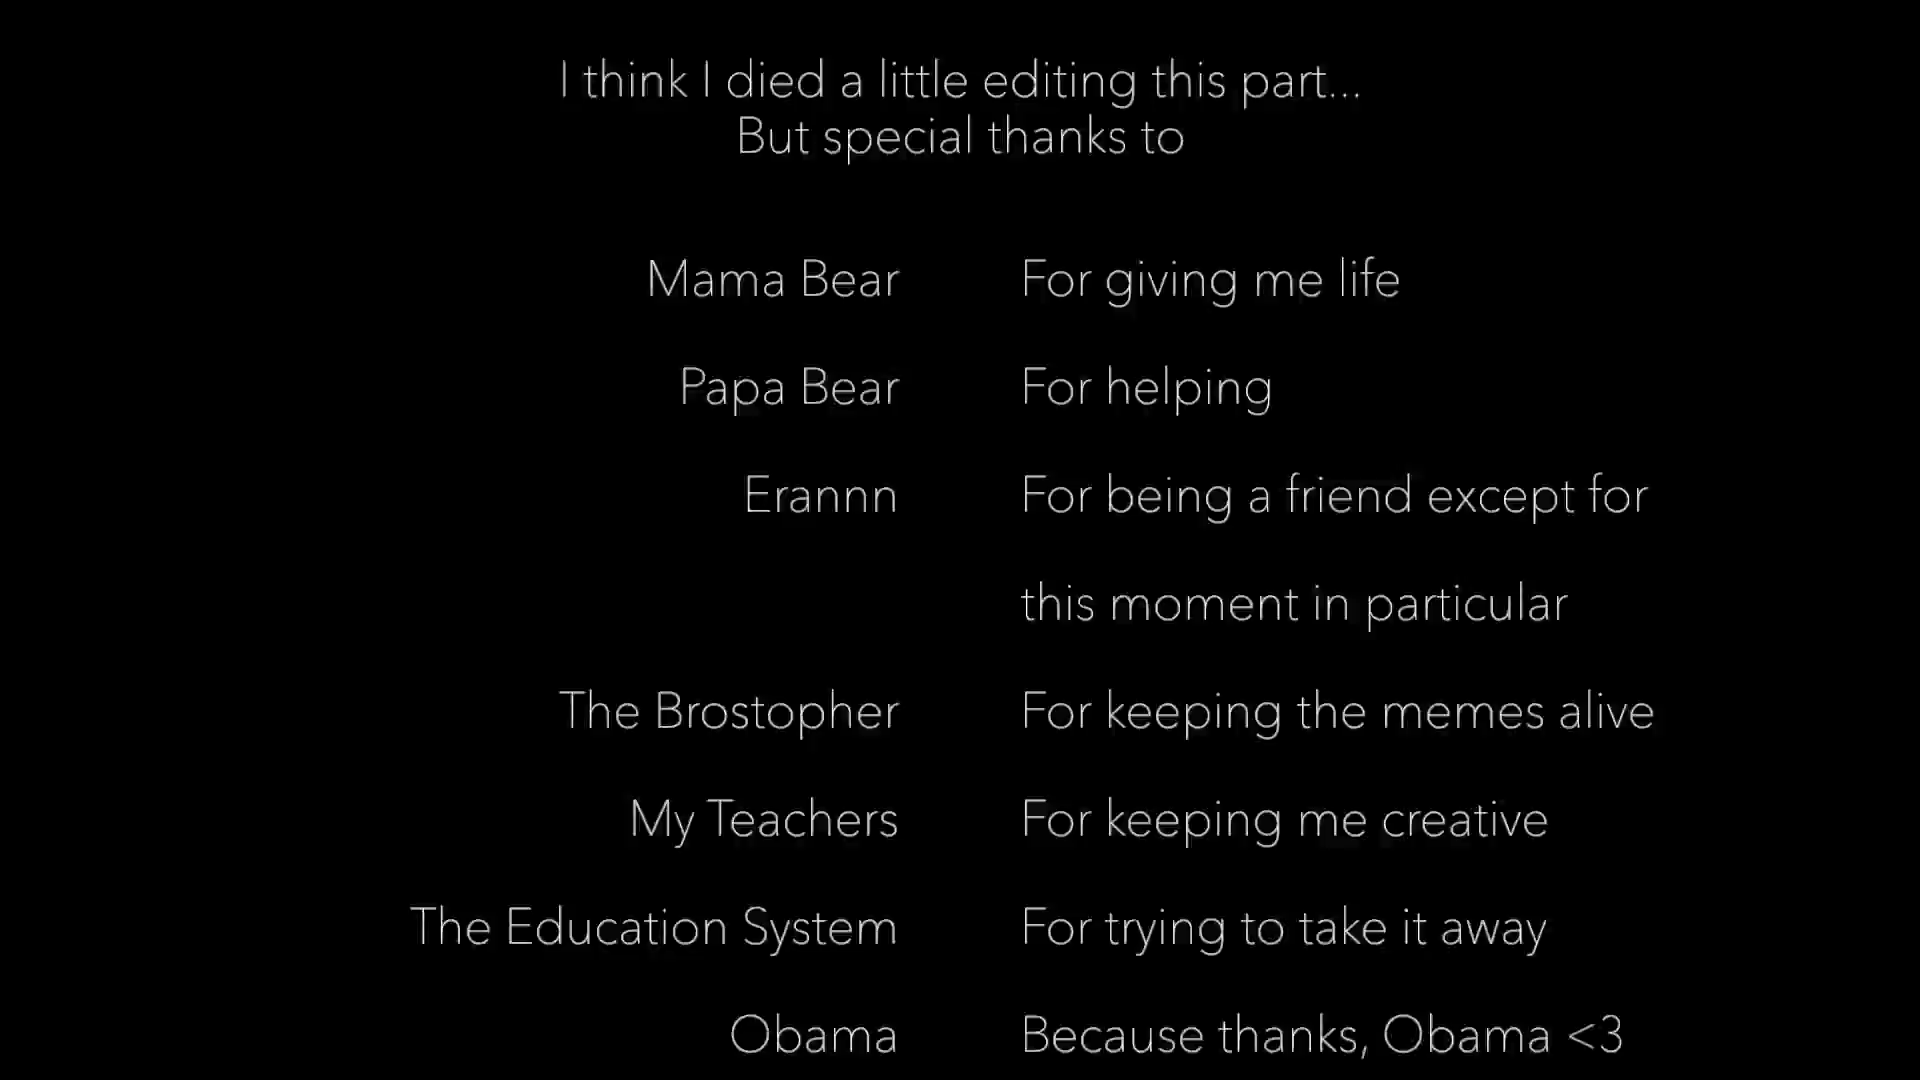 I think I died a little editing this part...
But special thanks to
Mama Bear For giving me life
Papa Bear For helping
Erannn For being a friend except for
this moment in particular
The Brostopher For keeping the memes alive
My Teachers For keeping me creative
The Education System For trying to take it away
Obama Because thanks, Obama <3